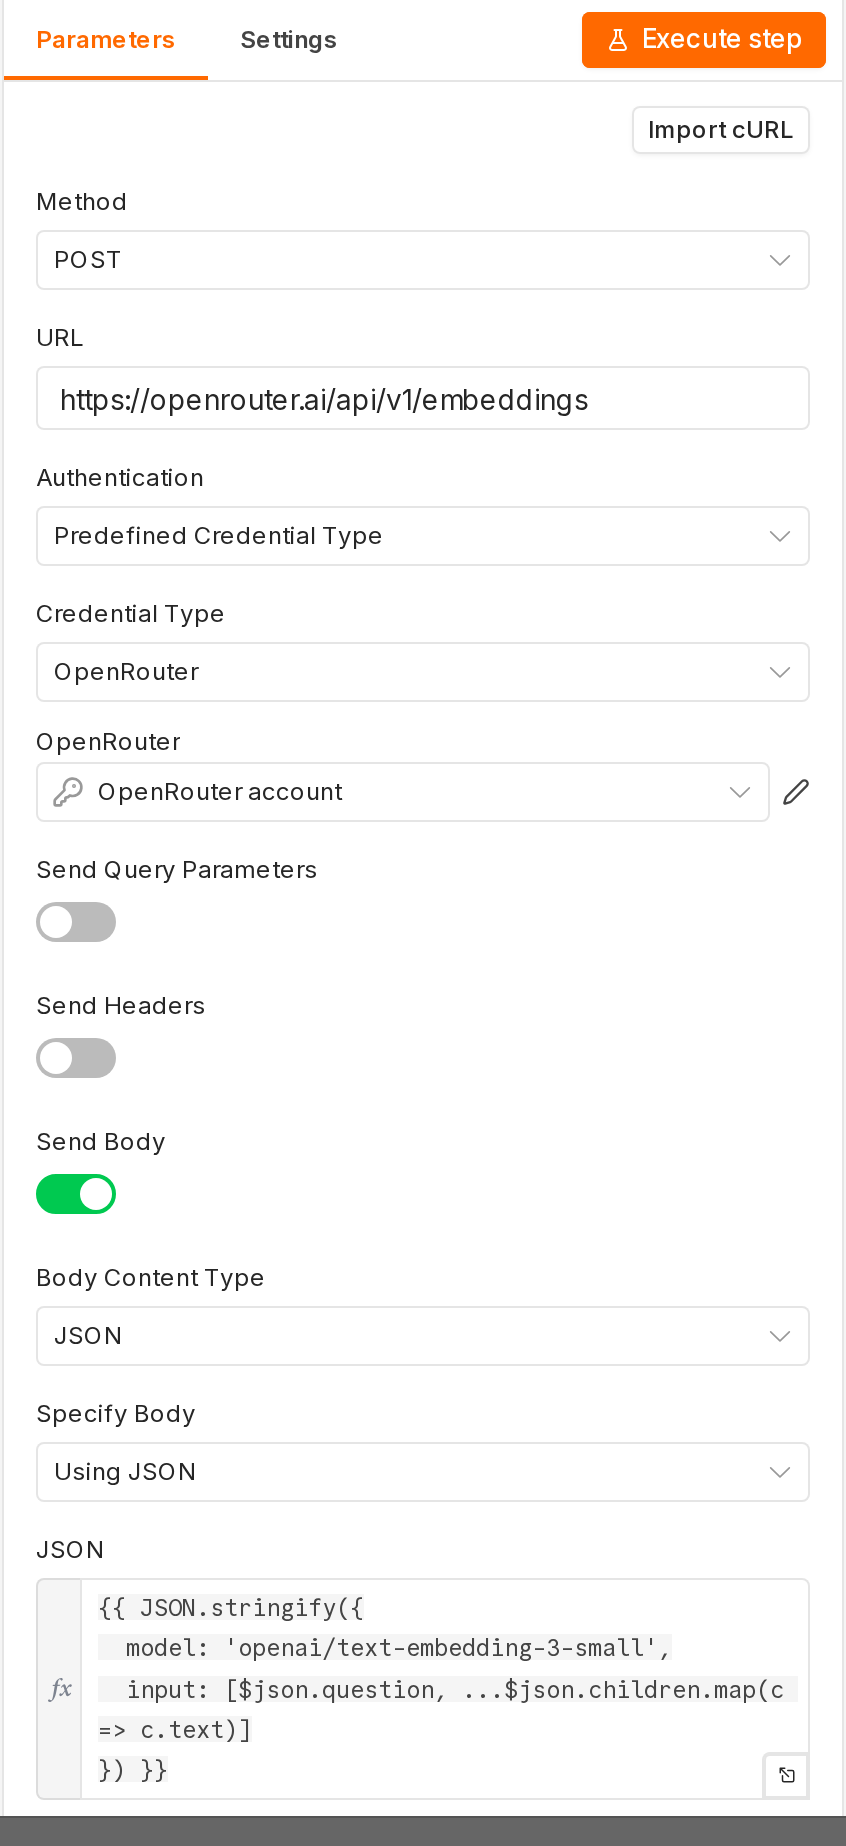 Parameters Settings Execute step
Import cURL
Method
POST
URL
https://openrouter.ai/api/v1/embeddings
Authentication
Predefined Credential Type
Credential Type
OpenRouter
OpenRouter
OpenRouter account
Send Query Parameters
Send Headers
Send Body
Body Content Type
JSON
Specify Body
Using JSON
JSON
fx
{{ JSON.stringify({
  model: 'openai/text-embedding-3-small',
  input: [$json.question, ...$json.children.map(c
=> c.text)]
}) }}